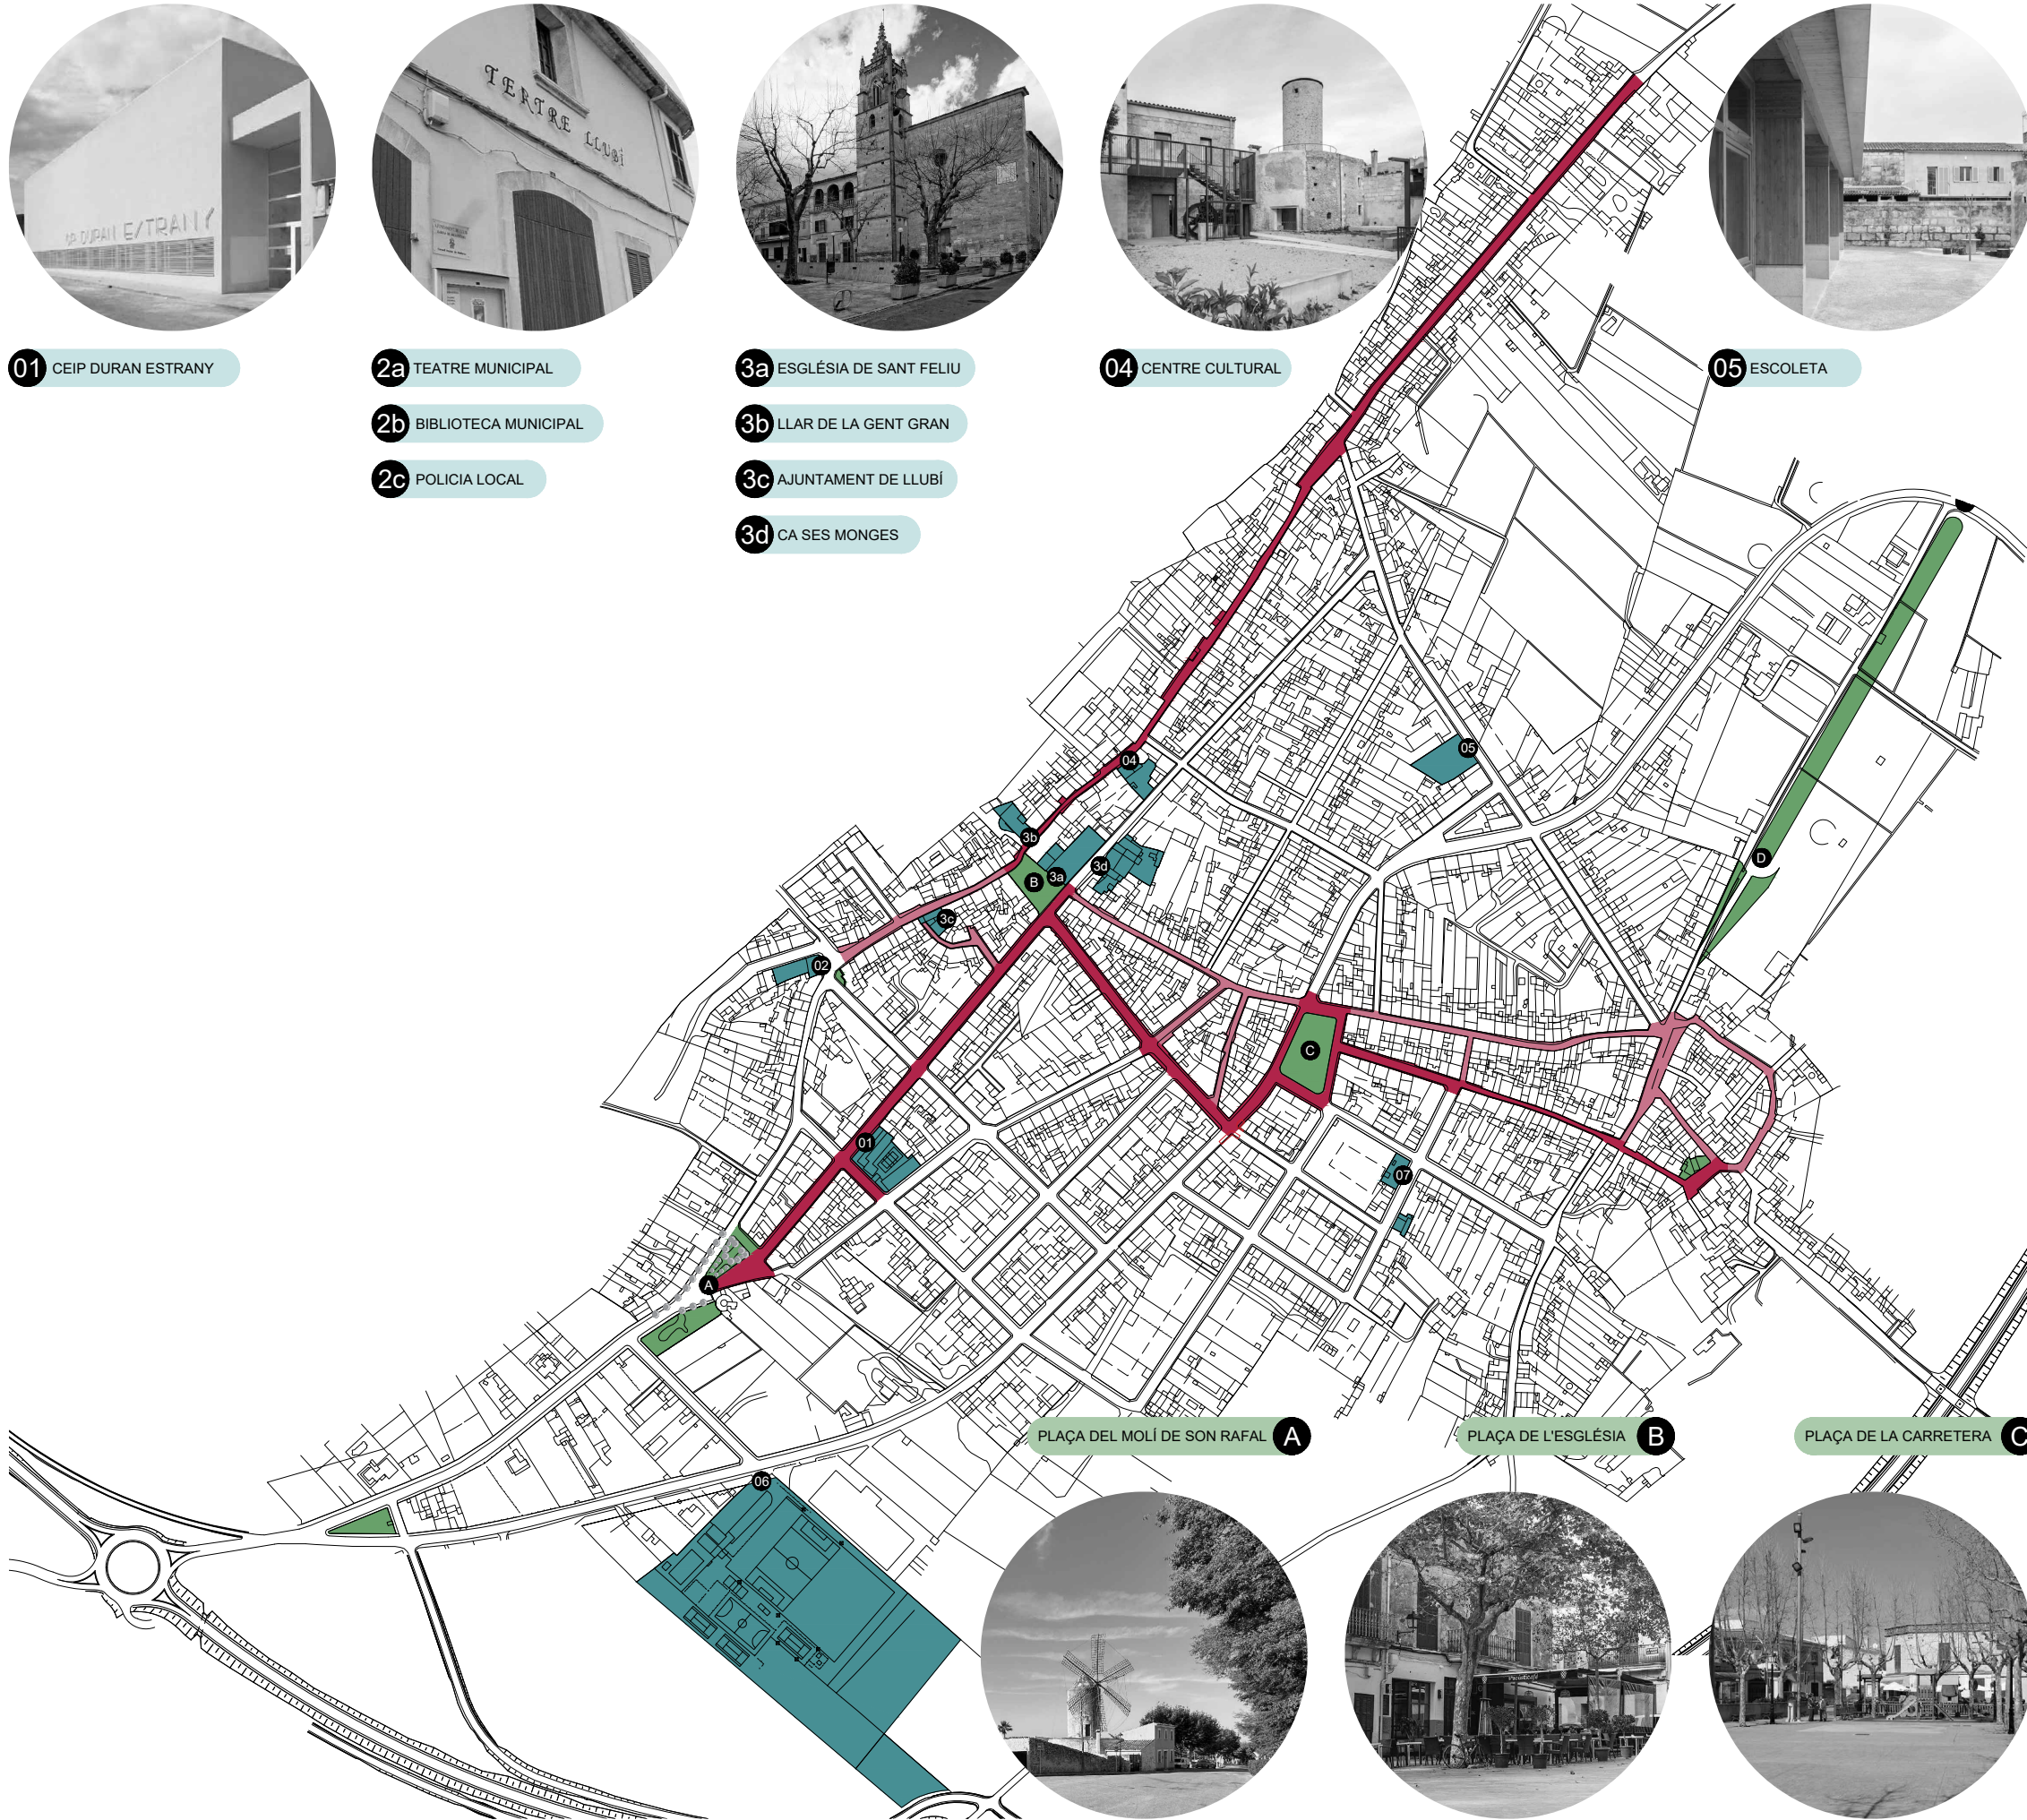 TERTRE LLUBÍ
01 CEIP DURAN ESTRANY
2a TEATRE MUNICIPAL
2b BIBLIOTECA MUNICIPAL
2c POLICIA LOCAL
3a ESGLÉSIA DE SANT FELIU
3b LLAR DE LA GENT GRAN
3c AJUNTAMENT DE LLUBÍ
3d CA SES MONGES
04 CENTRE CULTURAL
05 ESCOLETA
05
04
3b
3d
3a
B
D
3c
02
C
01
07
A
06
PLAÇA DEL MOLÍ DE SON RAFAL A
PLAÇA DE L'ESGLÉSIA B
PLAÇA DE LA CARRETERA C